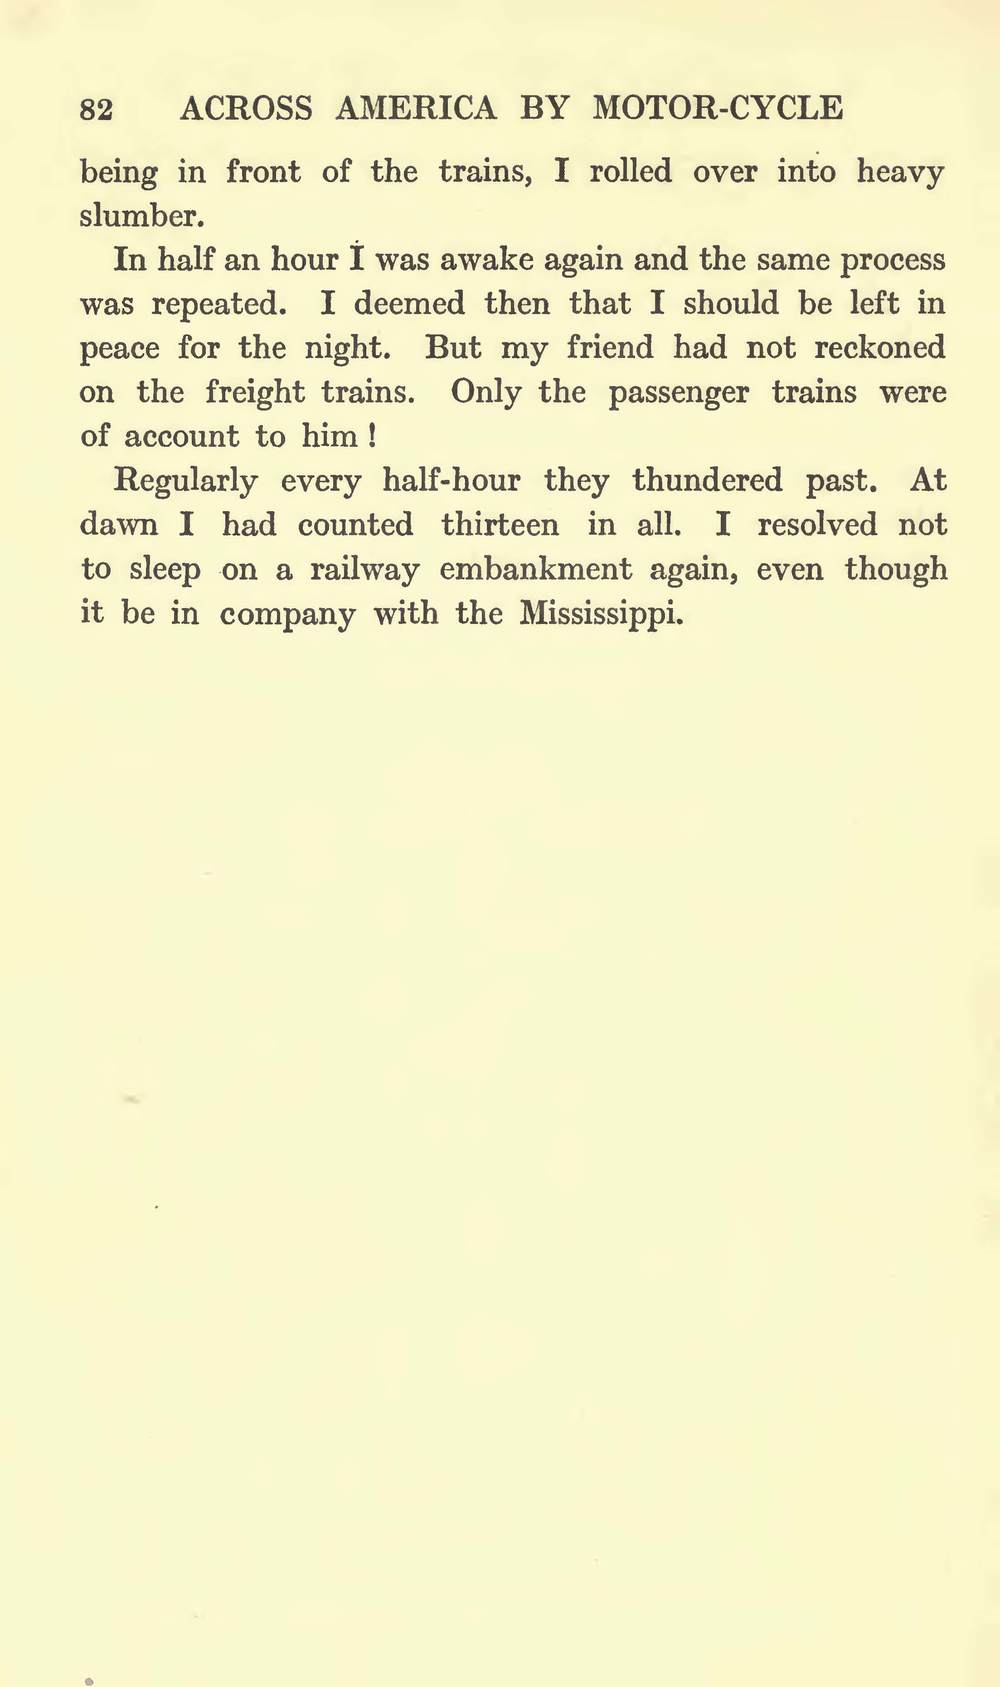 82 ACROSS AMERICA BY MOTOR-CYCLE
being in front of the trains, I rolled over into heavy
slumber.
In half an hour I was awake again and the same process
was repeated. I deemed then that I should be left in
peace for the night. But my friend had not reckoned
on the freight trains. Only the passenger trains were
of account to him !
Regularly every half-hour they thundered past. At
dawn I had counted thirteen in all. I resolved not
to sleep on a railway embankment again, even though
it be in company with the Mississippi.